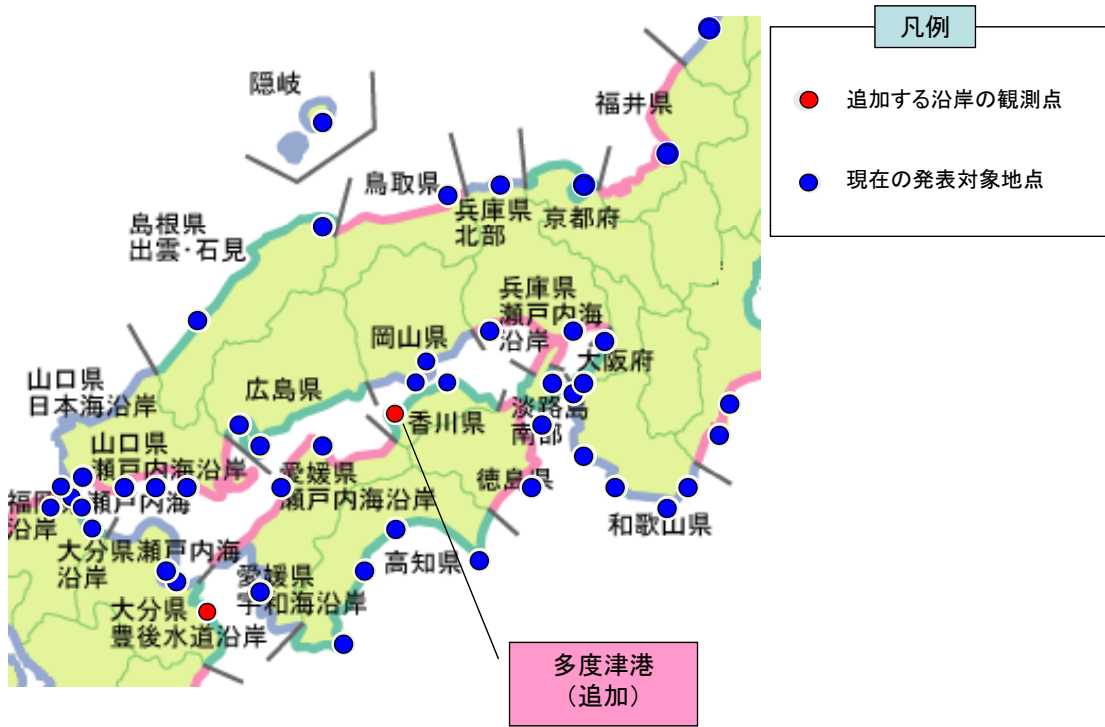 凡例
追加する沿岸の観測点
現在の発表対象地点
隠岐
福井県
鳥取県
兵庫県
北部
京都府
島根県
出雲・石見
兵庫県
瀬戸内海
沿岸
岡山県
大阪府
広島県
山口県
日本海沿岸
淡路島
南部
香川県
山口県
瀬戸内海沿岸
愛媛県
瀬戸内海沿岸
徳島県
福岡
瀬戸内海
沿岸
和歌山県
大分県瀬戸内海
沿岸
高知県
愛媛県
宇和海沿岸
大分県
豊後水道沿岸
多度津港
(追加)